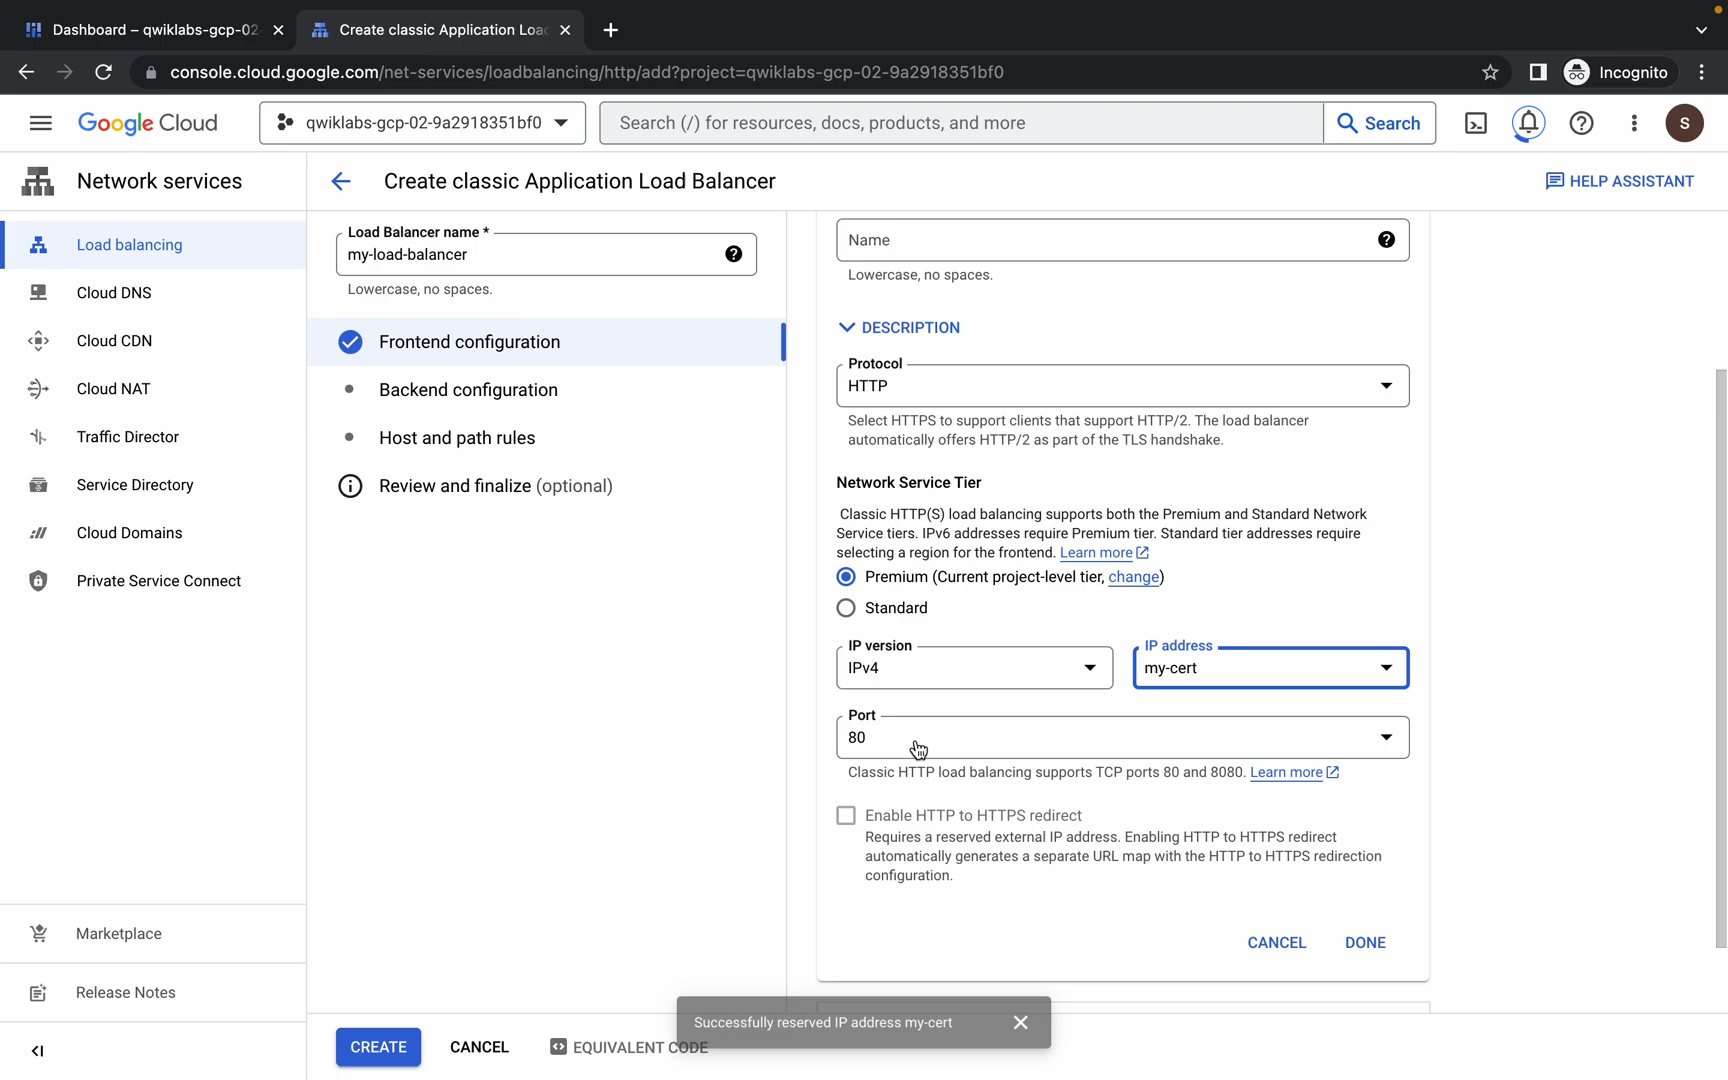 Dashboard – qwiklabs-gcp-02
Create classic Application Loa
console.cloud.google.com/net-services/loadbalancing/http/add?project=qwiklabs-gcp-02-9a2918351bf0
Incognito
Google Cloud
qwiklabs-gcp-02-9a2918351bf0
Search (/) for resources, docs, products, and more
Search
S
Network services
Create classic Application Load Balancer
HELP ASSISTANT
Load balancing
Cloud DNS
Cloud CDN
Cloud NAT
Traffic Director
Service Directory
Cloud Domains
Private Service Connect
Marketplace
Release Notes
Load Balancer name *
my-load-balancer
Lowercase, no spaces.
Frontend configuration
Backend configuration
Host and path rules
Review and finalize (optional)
Name
Lowercase, no spaces.
DESCRIPTION
Protocol
HTTP
Select HTTPS to support clients that support HTTP/2. The load balancer
automatically offers HTTP/2 as part of the TLS handshake.
Network Service Tier
Classic HTTP(S) load balancing supports both the Premium and Standard Network
Service tiers. IPv6 addresses require Premium tier. Standard tier addresses require
selecting a region for the frontend. Learn more
Premium (Current project-level tier, change)
Standard
IP version
IPv4
IP address
my-cert
Port
80
Classic HTTP load balancing supports TCP ports 80 and 8080. Learn more
Enable HTTP to HTTPS redirect
Requires a reserved external IP address. Enabling HTTP to HTTPS redirect
automatically generates a separate URL map with the HTTP to HTTPS redirection
configuration.
CANCEL
DONE
Successfully reserved IP address my-cert
CREATE
CANCEL
EQUIVALENT CODE